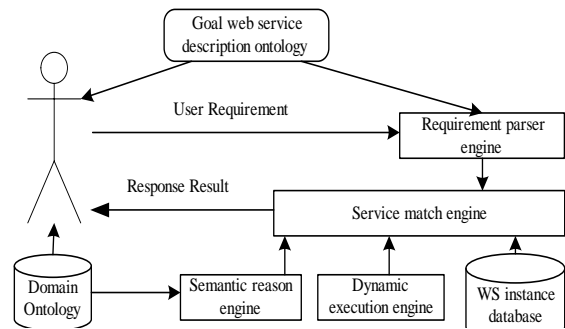 Goal web service
description ontology
User Requirement
Requirement parser
engine
Response Result
Service match engine
Domain
Ontology
Semantic reason
engine
Dynamic
execution engine
WS instance
database